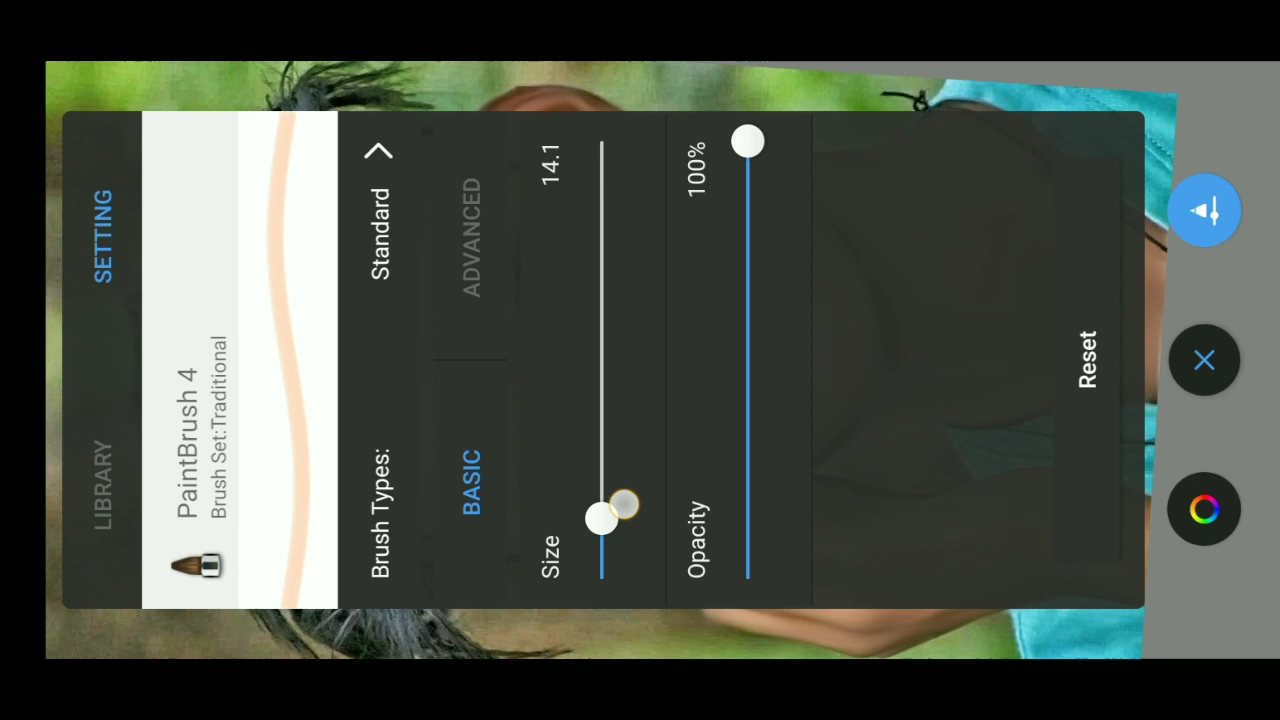 LIBRARY
SETTING
PaintBrush 4
Brush Set:Traditional
Brush Types:
Standard
BASIC
ADVANCED
Size
14.1
Opacity
100%
Reset